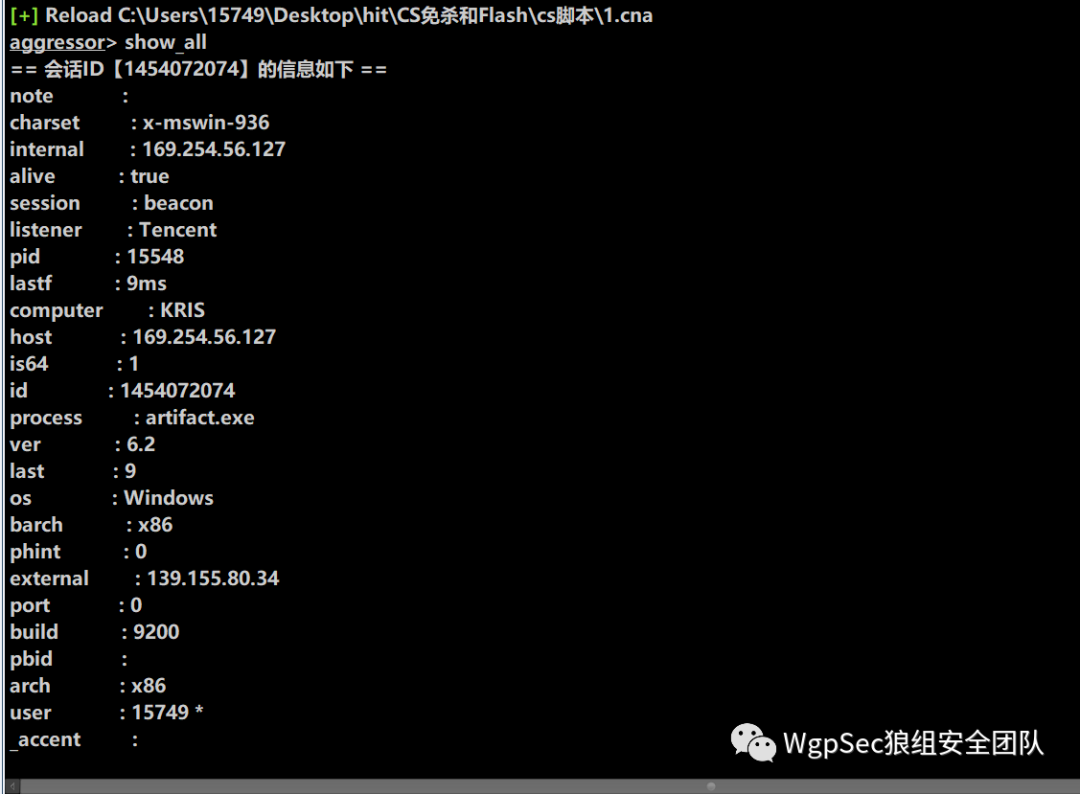 [+] Reload C:\Users\15749\Desktop\hit\CS免杀和Flash\cs脚本\1.cna
aggressor> show_all
== 会话ID【1454072074】的信息如下 ==
note :
charset : x-mswin-936
internal : 169.254.56.127
alive : true
session : beacon
listener : Tencent
pid : 15548
lastf : 9ms
computer : KRIS
host : 169.254.56.127
is64 : 1
id : 1454072074
process : artifact.exe
ver : 6.2
last : 9
os : Windows
barch : x86
phint : 0
external : 139.155.80.34
port : 0
build : 9200
pbid :
arch : x86
user : 15749 *
_accent :
WgpSec狼组安全团队